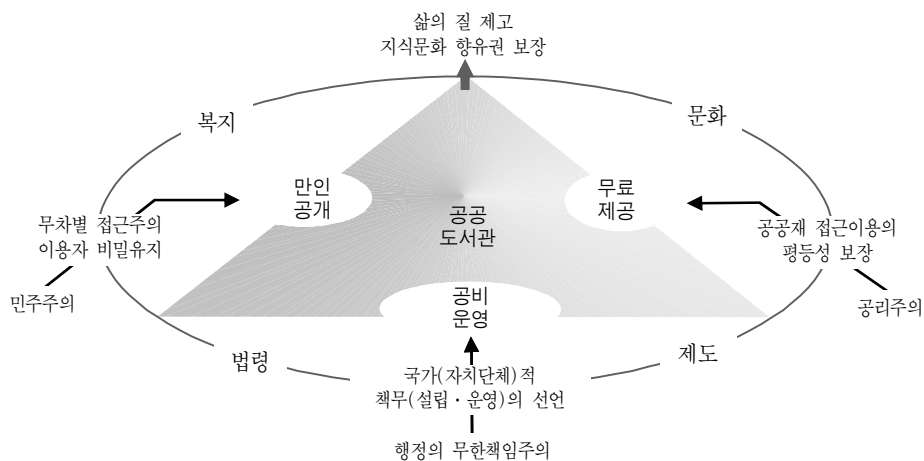 삶의 질 제고
지식문화 향유권 보장
복지
문화
만인
공개
무료
제공
공공
도서관
무차별 접근주의
이용자 비밀유지
공공재 접근이용의
평등성 보장
민주주의
공리주의
공비
운영
법령
제도
국가(자치단체)적
책무(설립・운영)의 선언
행정의 무한책임주의